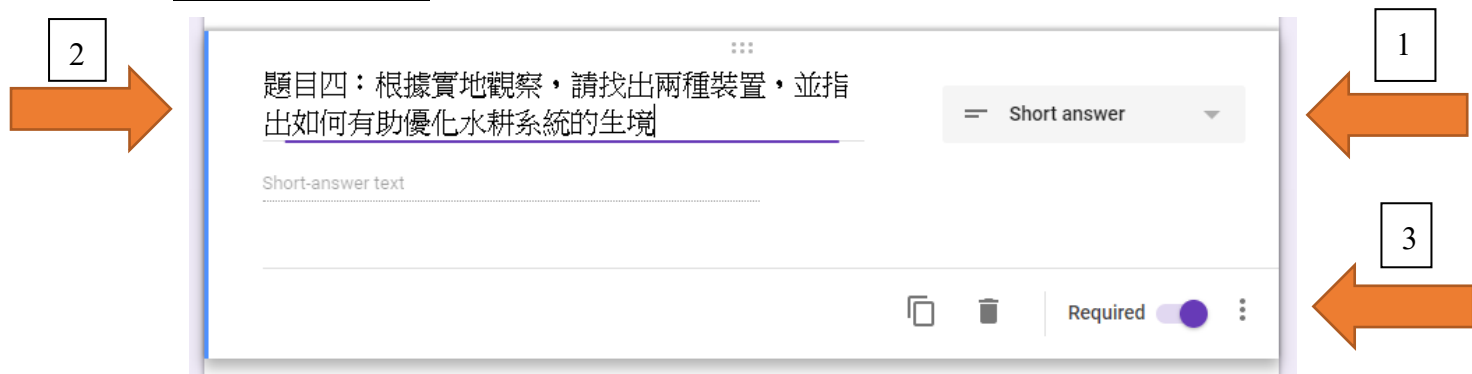 2
1
題目四：根據實地觀察，請找出兩種裝置，並指
出如何有助優化水耕系統的生境
Short answer
Short-answer text
3
Required